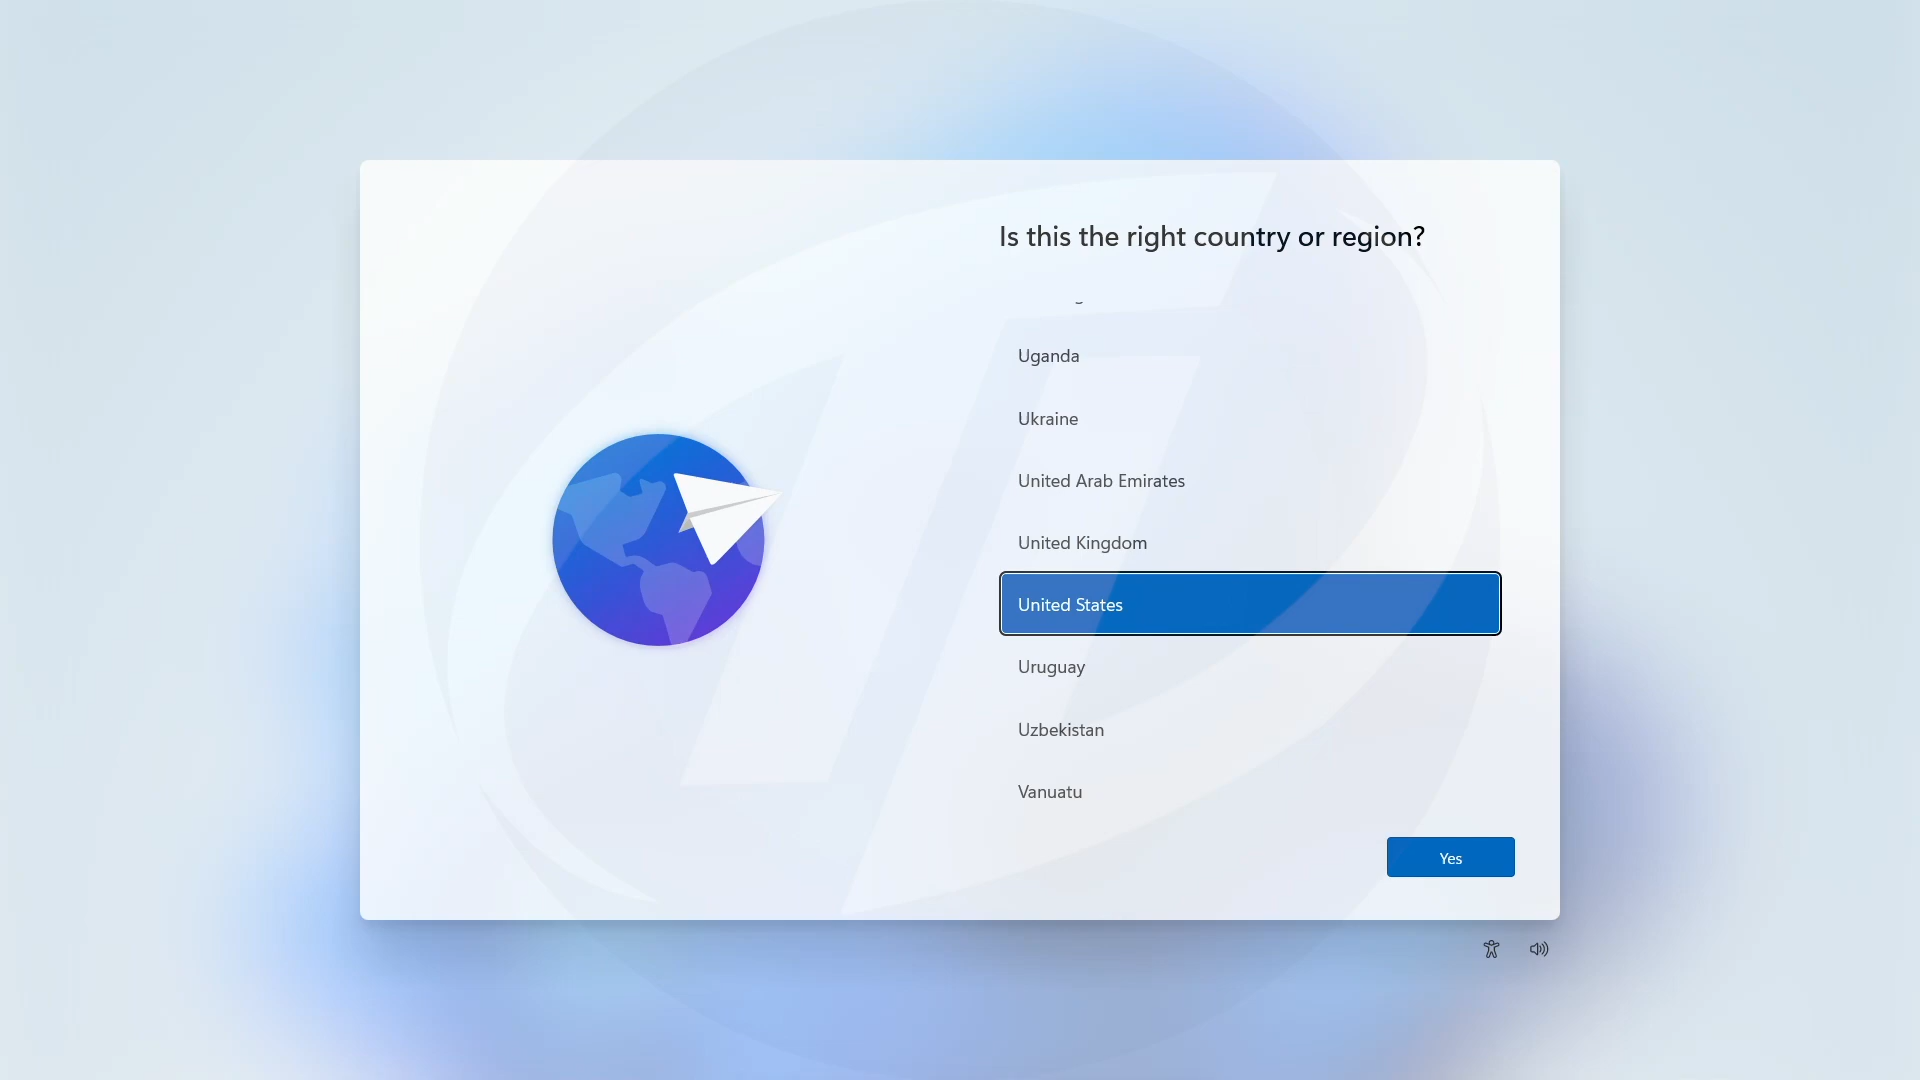 Is this the right country or region?
Uganda
Ukraine
United Arab Emirates
United Kingdom
United States
Uruguay
Uzbekistan
Vanuatu
Yes